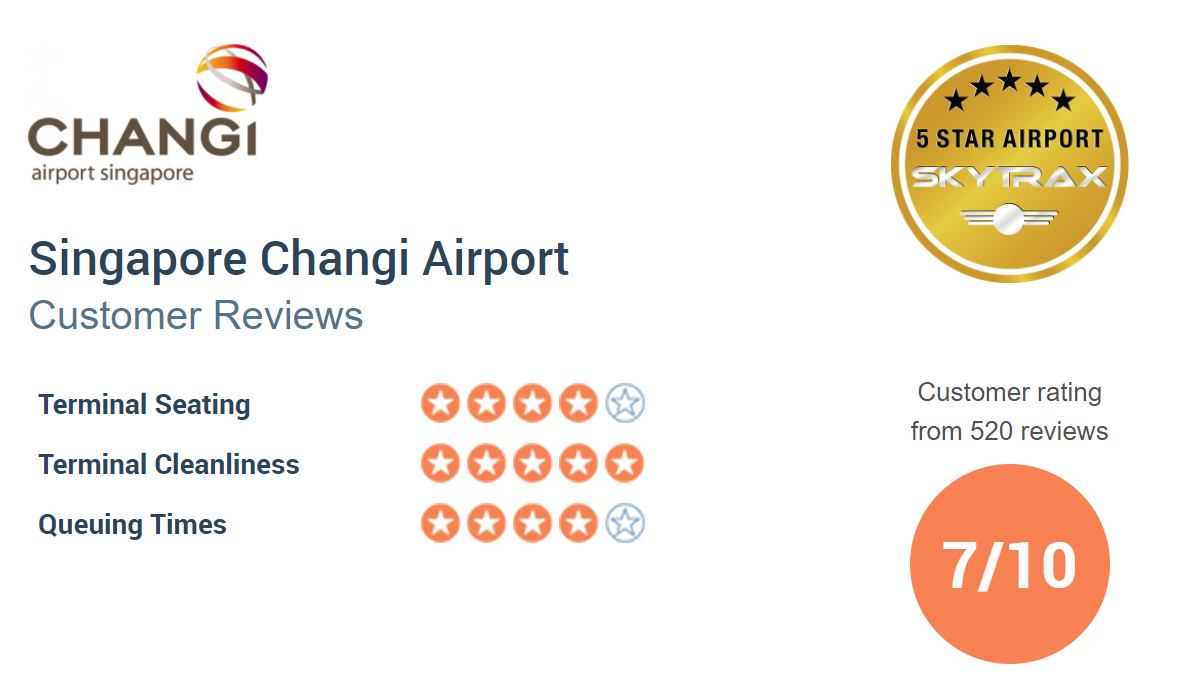 CHANGI
airport singapore
5 STAR AIRPORT
SKYTRAX
Singapore Changi Airport
Customer Reviews
Terminal Seating
Terminal Cleanliness
Queuing Times
Customer rating
from 520 reviews
7/10